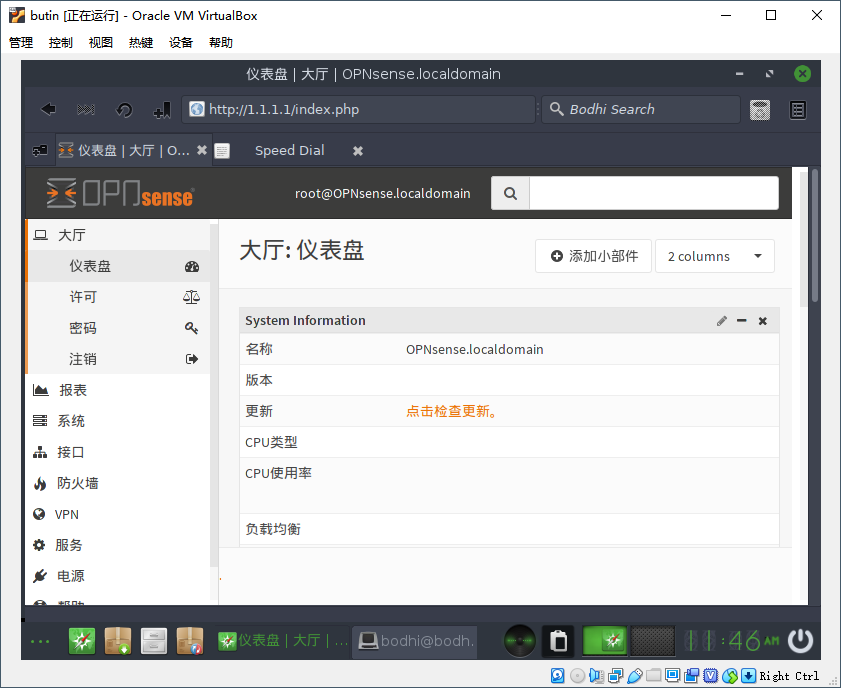 butin [正在运行] - Oracle VM VirtualBox
管理 控制 视图 热键 设备 帮助
仪表盘 | 大厅 | OPNsense.localdomain
http://1.1.1.1/index.php Bodhi Search
仪表盘 | 大厅 | O... Speed Dial
OPNsense root@OPNsense.localdomain
大厅
仪表盘
许可
密码
注销
报表
系统
接口
防火墙
VPN
服务
电源
帮助
大厅: 仪表盘 添加小部件 2 columns
System Information
名称 OPNsense.localdomain
版本
更新 点击检查更新。
CPU类型
CPU使用率
负载均衡
仪表盘 | 大厅 | ... bodhi@bodh. 11:46 AM
Right Ctrl